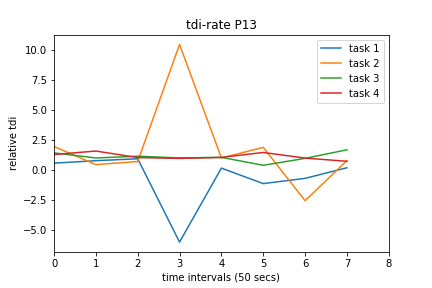 tdi-rate P13
task 1
task 2
task 3
task 4
relative tdi
10.0
7.5
5.0
2.5
0.0
−2.5
−5.0
0 1 2 3 4 5 6 7 8
time intervals (50 secs)